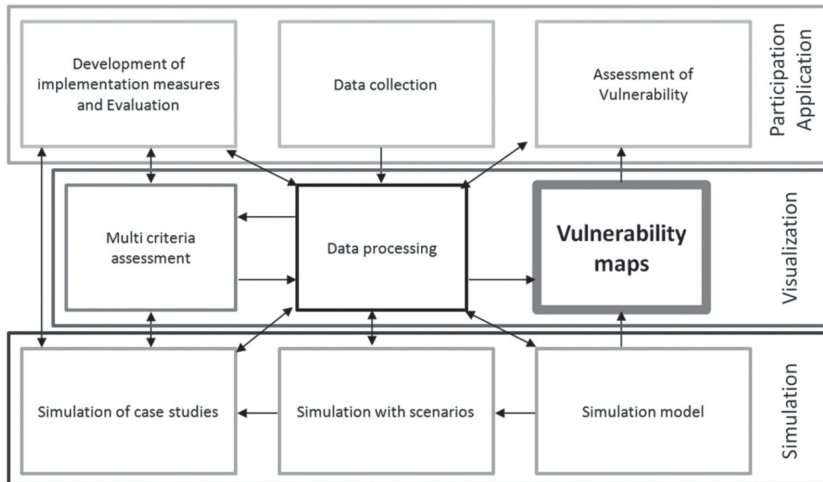 Development of
implementation measures
and Evaluation
Data collection
Assessment of
Vulnerability
Participation
Application
Multi criteria
assessment
Data processing
Vulnerability
maps
Visualization
Simulation of case studies
Simulation with scenarios
Simulation model
Simulation